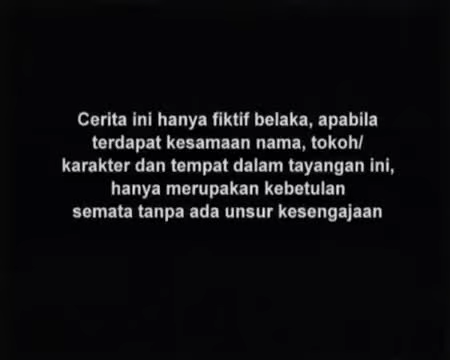 Cerita ini hanya fiktif belaka, apabila
terdapat kesamaan nama, tokoh/
karakter dan tempat dalam tayangan ini,
hanya merupakan kebetulan
semata tanpa ada unsur kesengajaan